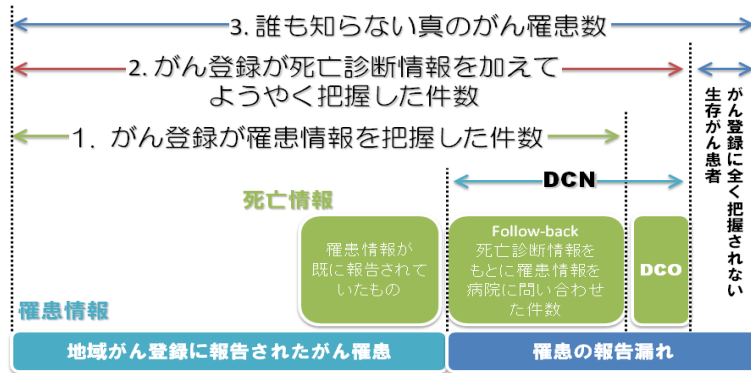 3. 誰も知らない真のがん罹患数
2. がん登録が死亡診断情報を加えて
ようやく把握した件数
1. がん登録が罹患情報を把握した件数
がん登録に全く把握されない
生存がん患者
DCN
死亡情報
罹患情報が
既に報告されて
いたもの
Follow-back
死亡診断情報を
もとに罹患情報を
病院に問い合わせ
た件数
DCO
罹患情報
地域がん登録に報告されたがん罹患
罹患の報告漏れ